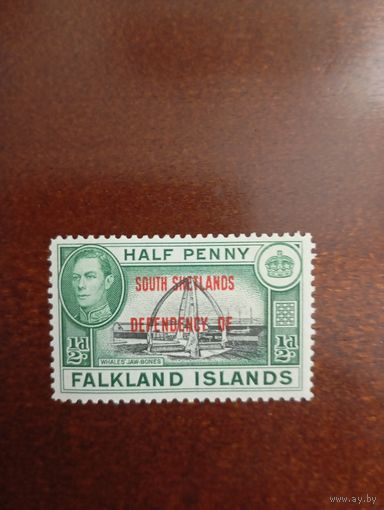 HALF PENNY
SOUTH SHETLANDS
DEPENDENCY OF
½d ½d
WHALES' JAW-BONES
FALKLAND ISLANDS
www.ay.by